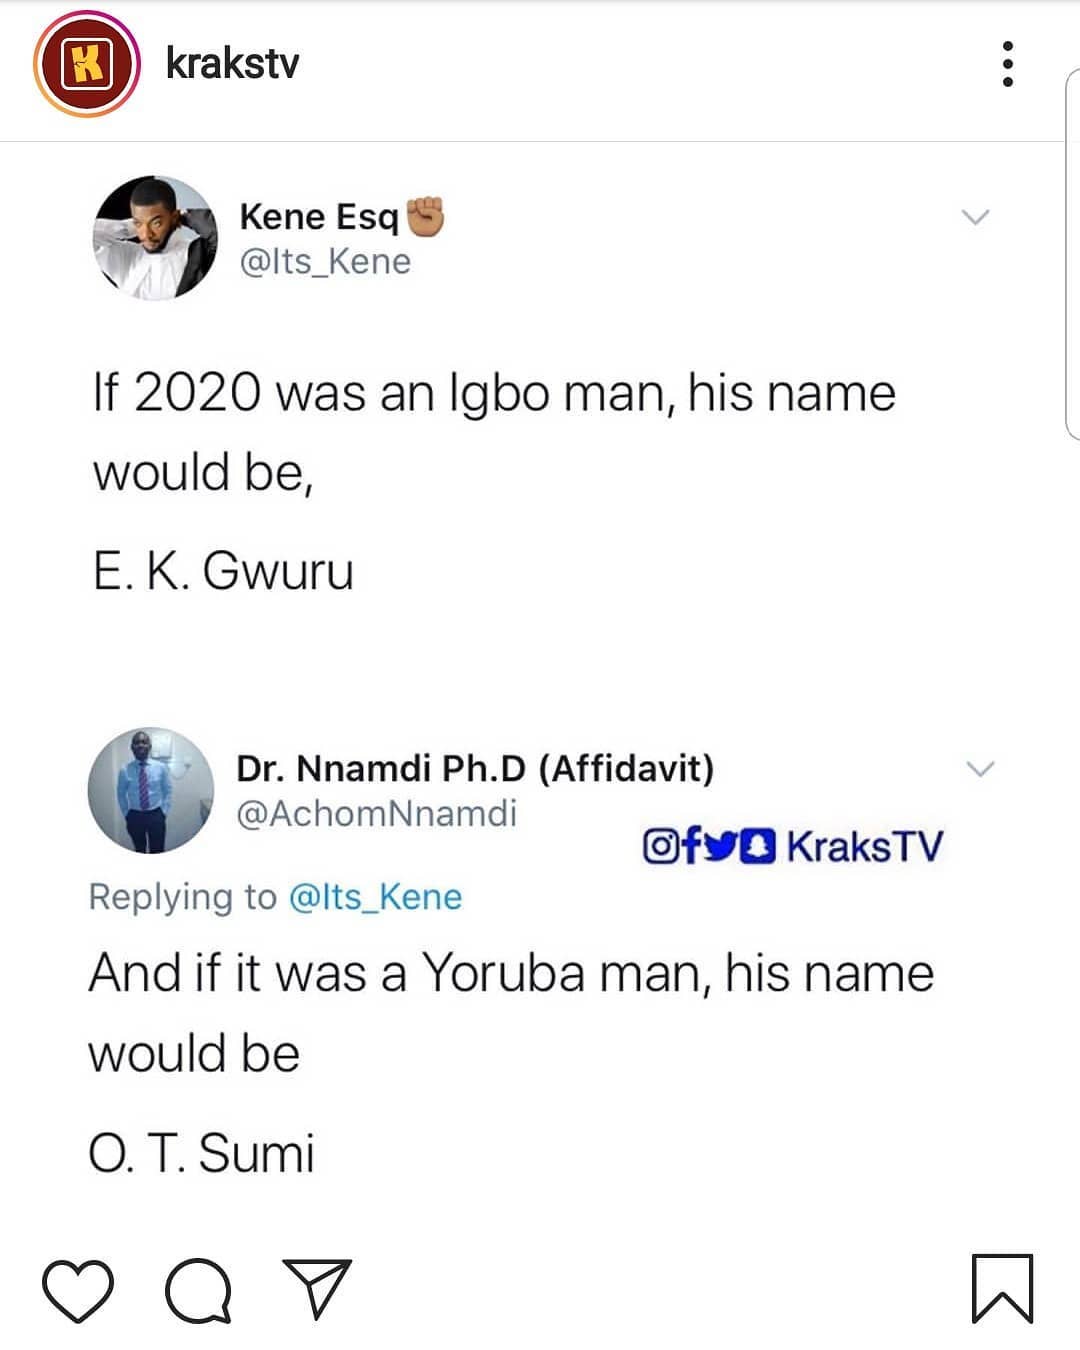 krakstv
Kene Esq✊🏽
@Its_Kene
If 2020 was an Igbo man, his name
would be,
E. K. Gwuru
Dr. Nnamdi Ph.D (Affidavit)
@AchomNnamdi
KraksTV
Replying to @Its_Kene
And if it was a Yoruba man, his name
would be
O. T. Sumi